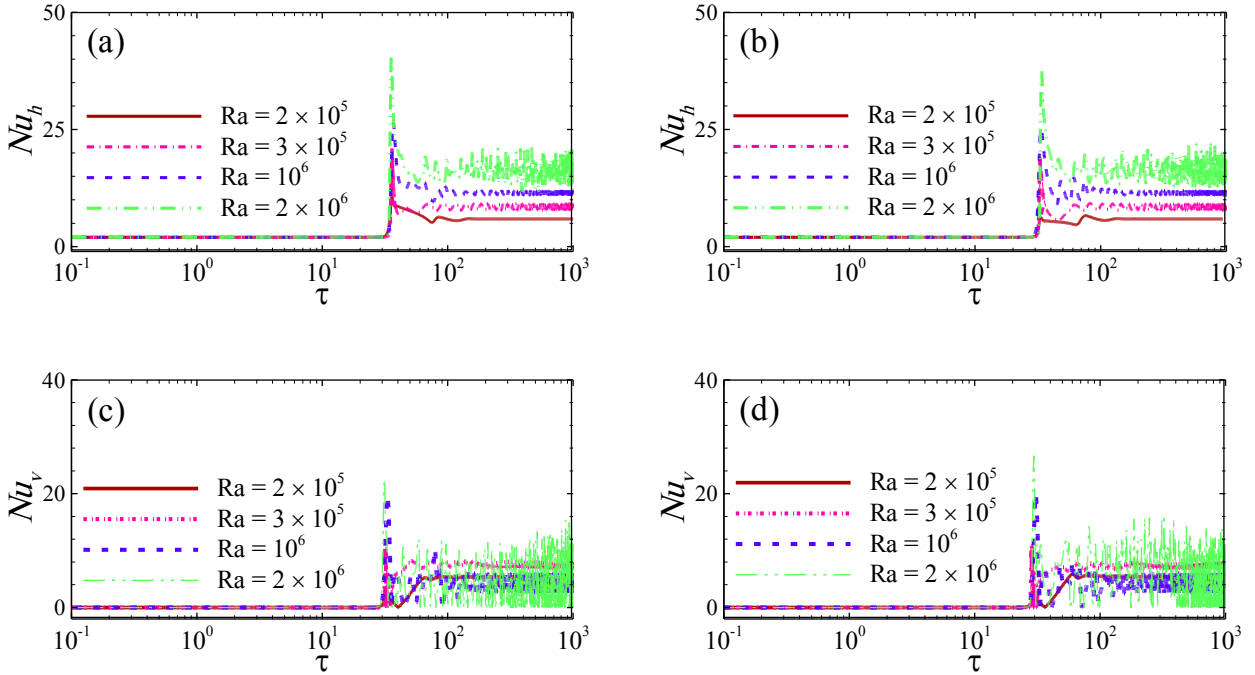 (a)
Nu_h
50
25
0
Ra = 2 × 10^5
Ra = 3 × 10^5
Ra = 10^6
Ra = 2 × 10^6
10^-1 10^0 10^1 10^2 10^3
τ
(b)
Nu_h
50
25
0
Ra = 2 × 10^5
Ra = 3 × 10^5
Ra = 10^6
Ra = 2 × 10^6
10^-1 10^0 10^1 10^2 10^3
τ
(c)
Nu_v
40
20
0
Ra = 2 × 10^5
Ra = 3 × 10^5
Ra = 10^6
Ra = 2 × 10^6
10^-1 10^0 10^1 10^2 10^3
τ
(d)
Nu_v
40
20
0
Ra = 2 × 10^5
Ra = 3 × 10^5
Ra = 10^6
Ra = 2 × 10^6
10^-1 10^0 10^1 10^2 10^3
τ